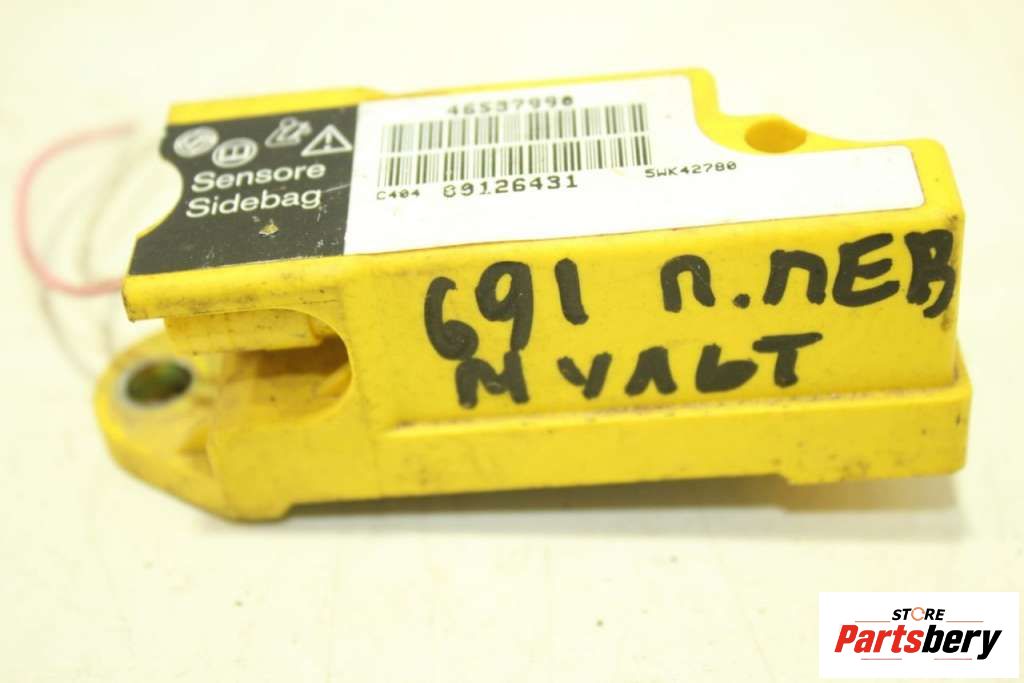 46537990
Sensore
Sidebag
C404 89126431 5WK42780
691 П.ПЕВ
МУЛЬТ
STORE
Partsbery